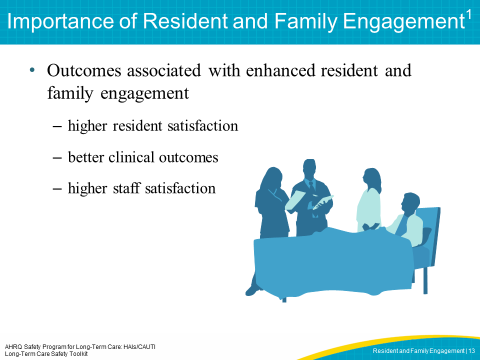 Importance of Resident and Family Engagement1
• Outcomes associated with enhanced resident and
family engagement
– higher resident satisfaction
– better clinical outcomes
– higher staff satisfaction
AHRQ Safety Program for Long-Term Care: HAIs/CAUTI
Long-Term Care Safety Toolkit
Resident and Family Engagement | 13